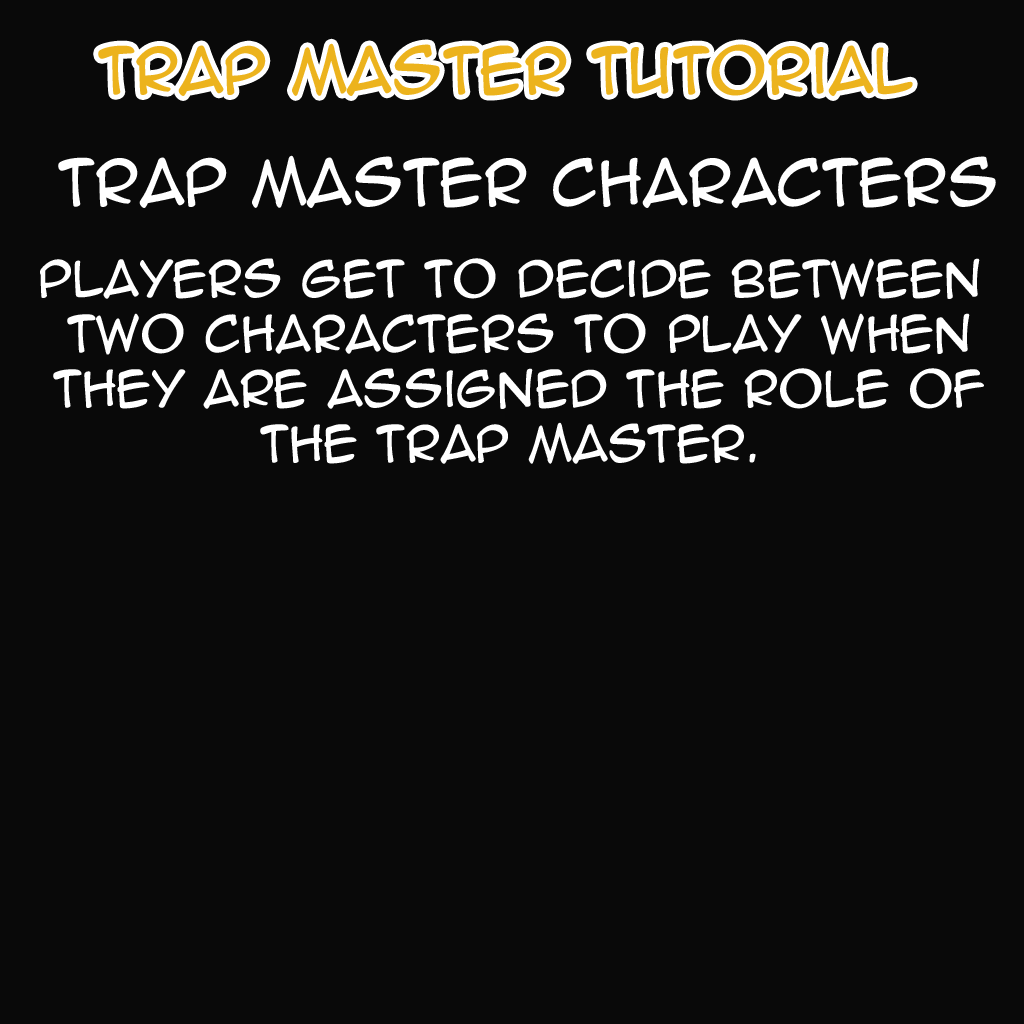 TRAP MASTER TUTORIAL
TRAP MASTER CHARACTERS
PLAYERS GET TO DECIDE BETWEEN
TWO CHARACTERS TO PLAY WHEN
THEY ARE ASSIGNED THE ROLE OF
THE TRAP MASTER.